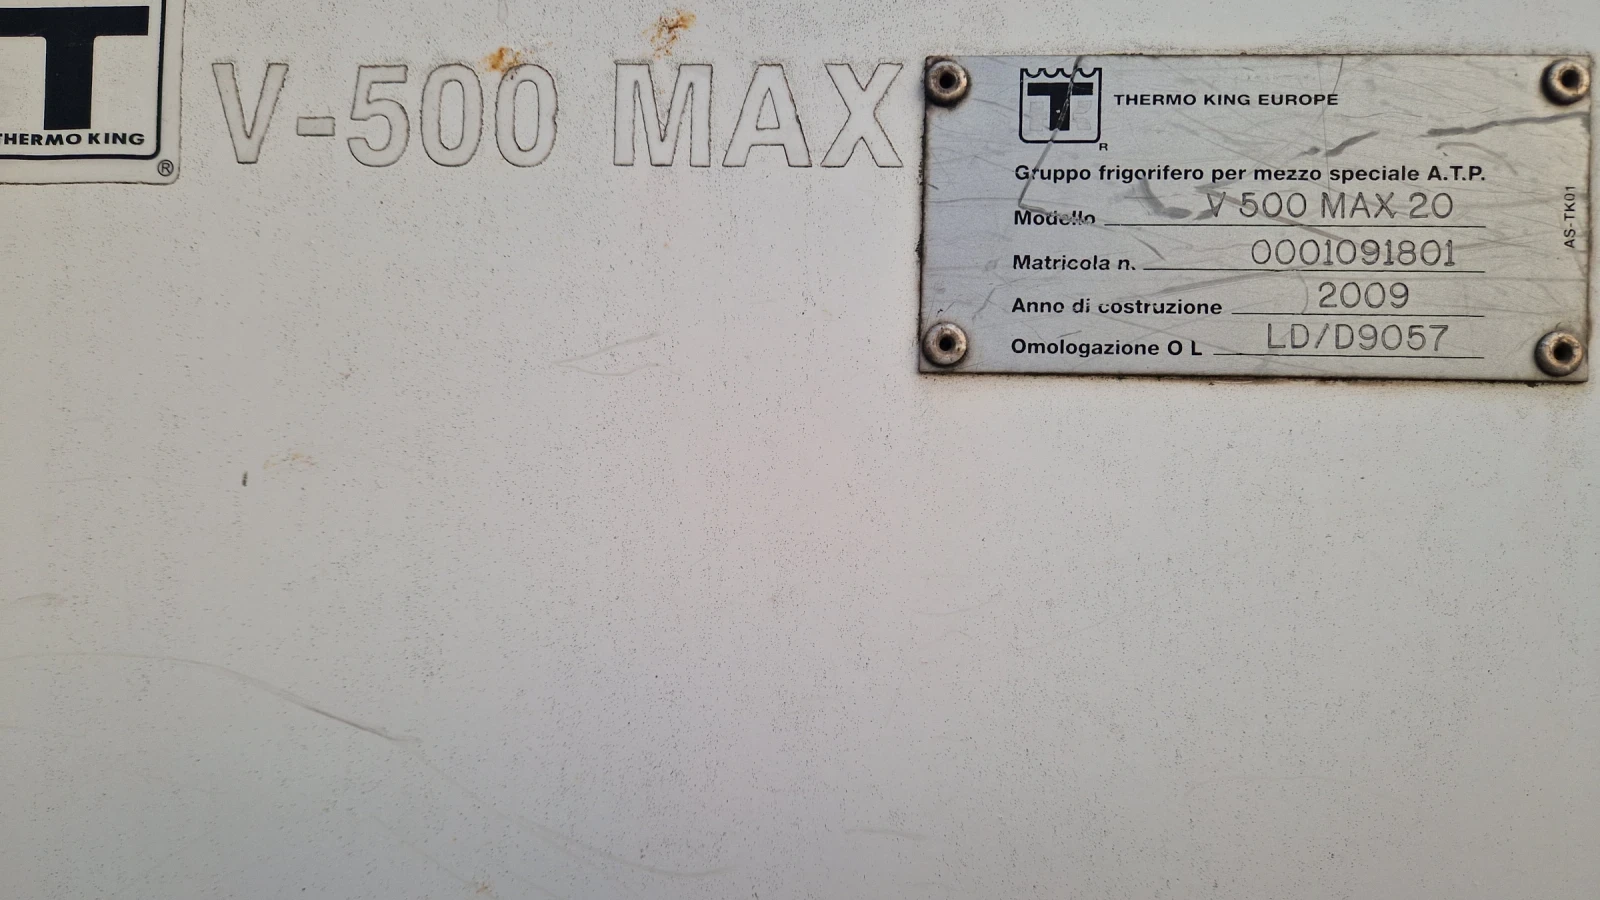 THERMO KING
®
V-500 MAX
THERMO KING EUROPE
R
Gruppo frigorifero per mezzo speciale A.T.P.
Modello V 500 MAX 20
Matricola n. 0001091801
Anno di costruzione 2009
Omologazione O L LD/D9057
AS-TK01